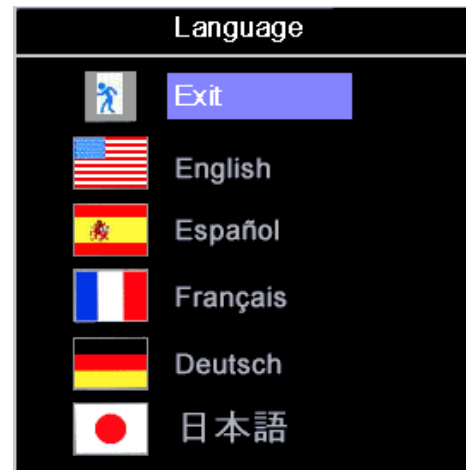 Language
Exit
English
Español
Français
Deutsch
日本語